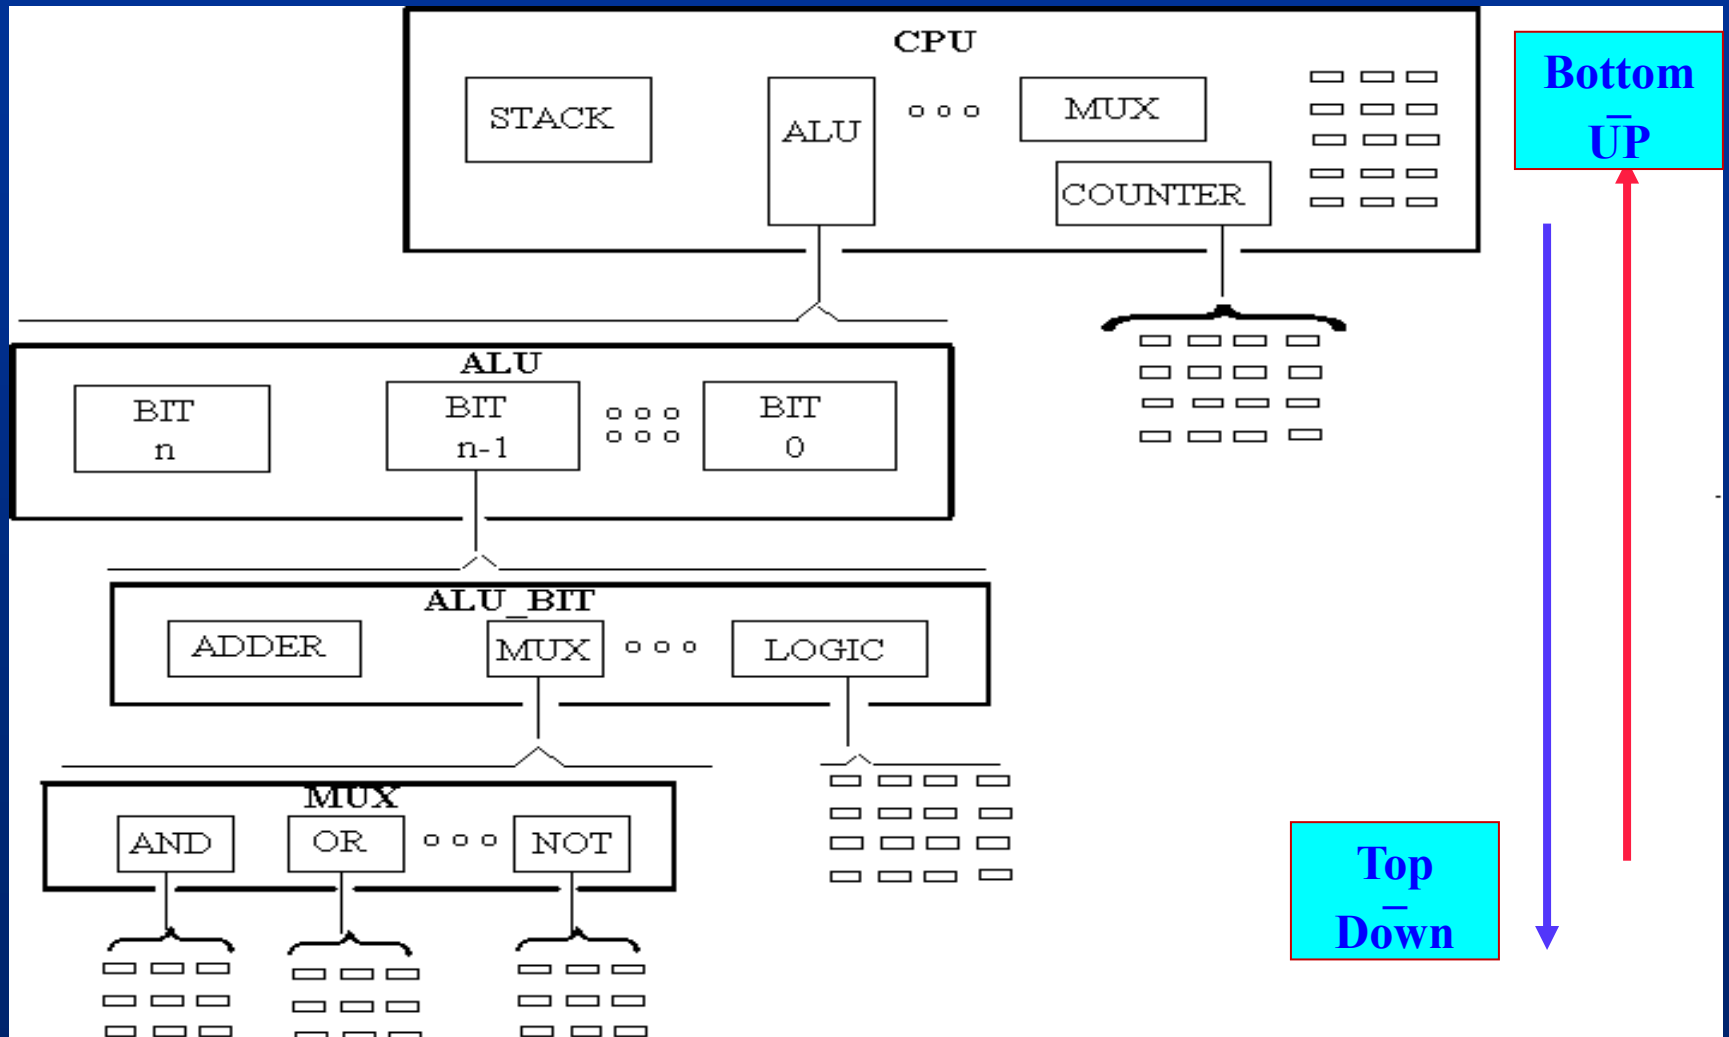 CPU
STACK
ALU
MUX
COUNTER
Bottom
–
UP
ALU
BIT
n
BIT
n-1
BIT
0
ALU_BIT
ADDER
MUX
LOGIC
MUX
AND
OR
NOT
Top
–
Down